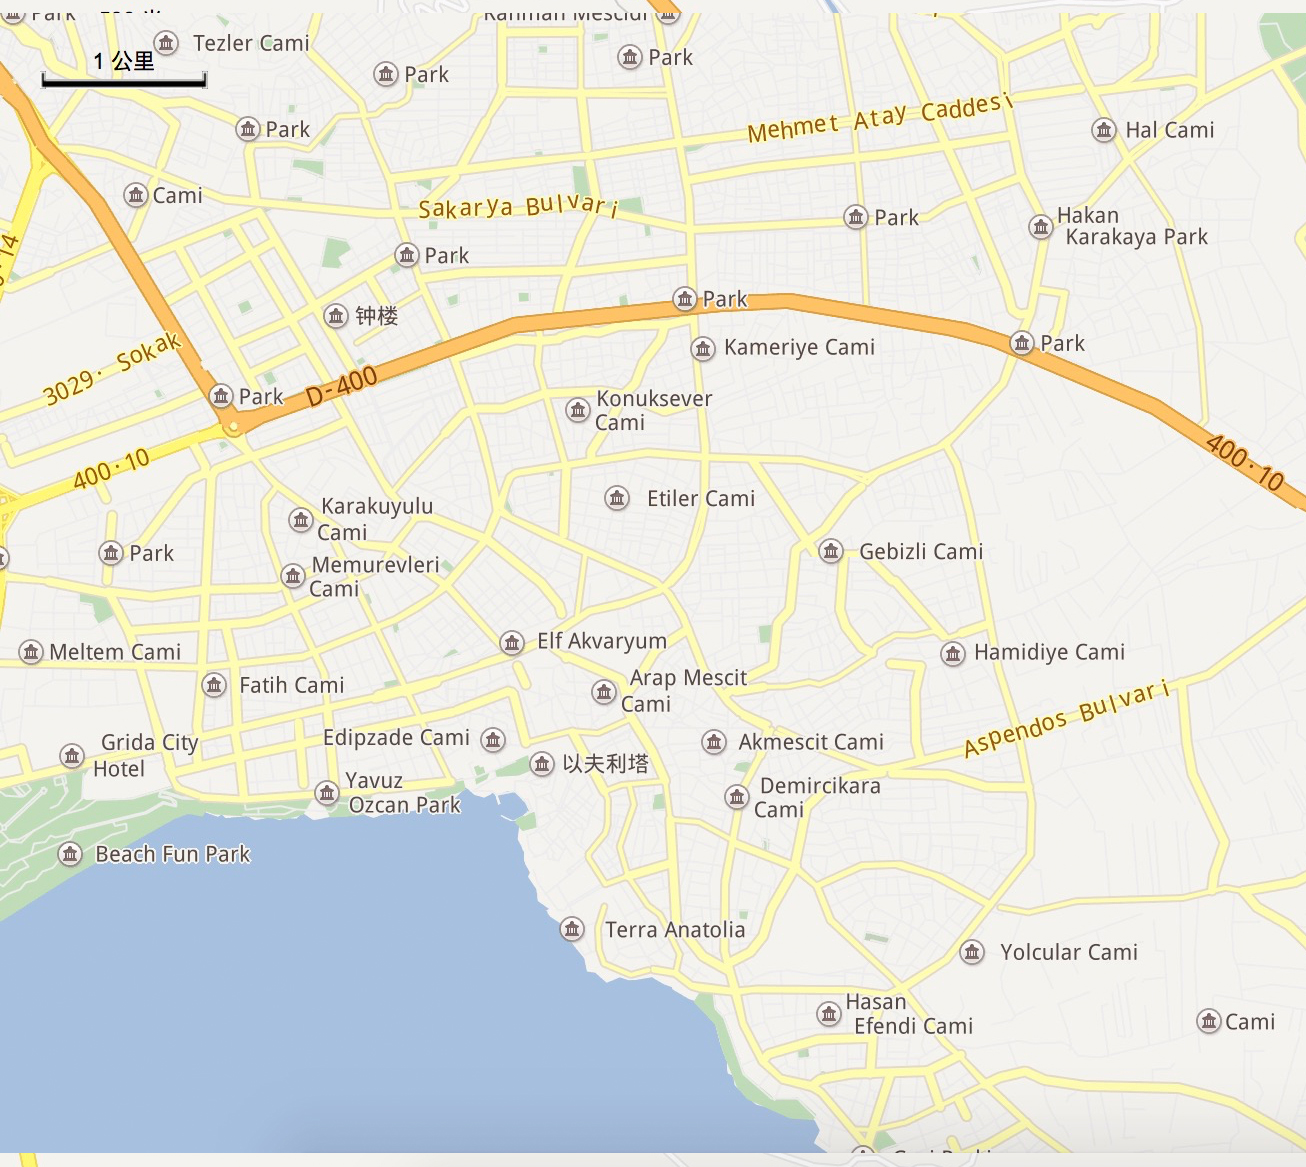 Park
Tezler Cami
1 公里
Park
Park
Park
Cami
Mehmet Atay Caddesi
Hal Cami
Sakarya Bulvari
Park
Hakan
Karakaya Park
Park
钟楼
Park
Kameriye Cami
Park
3029. Sokak
Park
D-400
Konuksever
Cami
400·10
400·10
Karakuyulu
Cami
Etiler Cami
Park
Memurevleri
Cami
Gebizli Cami
Meltem Cami
Elf Akvaryum
Hamidiye Cami
Fatih Cami
Arap Mescit
Cami
Aspendos Bulvari
Grida City
Hotel
Edipzade Cami
Akmescit Cami
以夫利塔
Yavuz
Ozcan Park
Demircikara
Cami
Beach Fun Park
Terra Anatolia
Yolcular Cami
Hasan
Efendi Cami
Cami